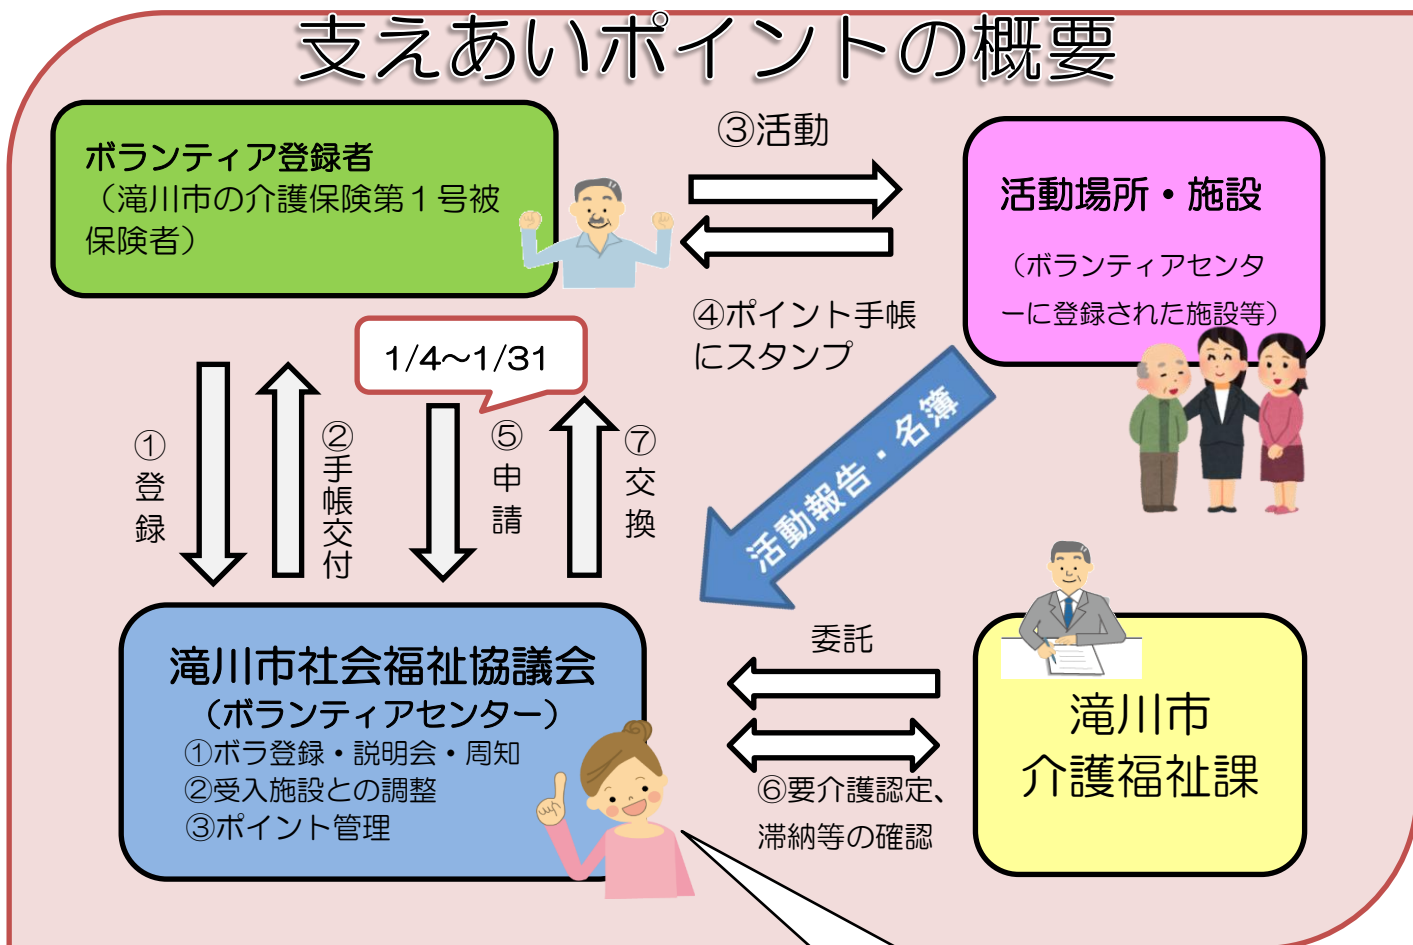 支えあいポイントの概要
ボランティア登録者
（滝川市の介護保険第１号被
保険者）
③活動
活動場所・施設
（ボランティアセンタ
ーに登録された施設等）
④ポイント手帳
にスタンプ
1/4～1/31
①登録
②手帳交付
⑤申請
⑦交換
活動報告・名簿
滝川市社会福祉協議会
（ボランティアセンター）
①ボラ登録・説明会・周知
②受入施設との調整
③ポイント管理
委託
⑥要介護認定、
滞納等の確認
滝川市
介護福祉課